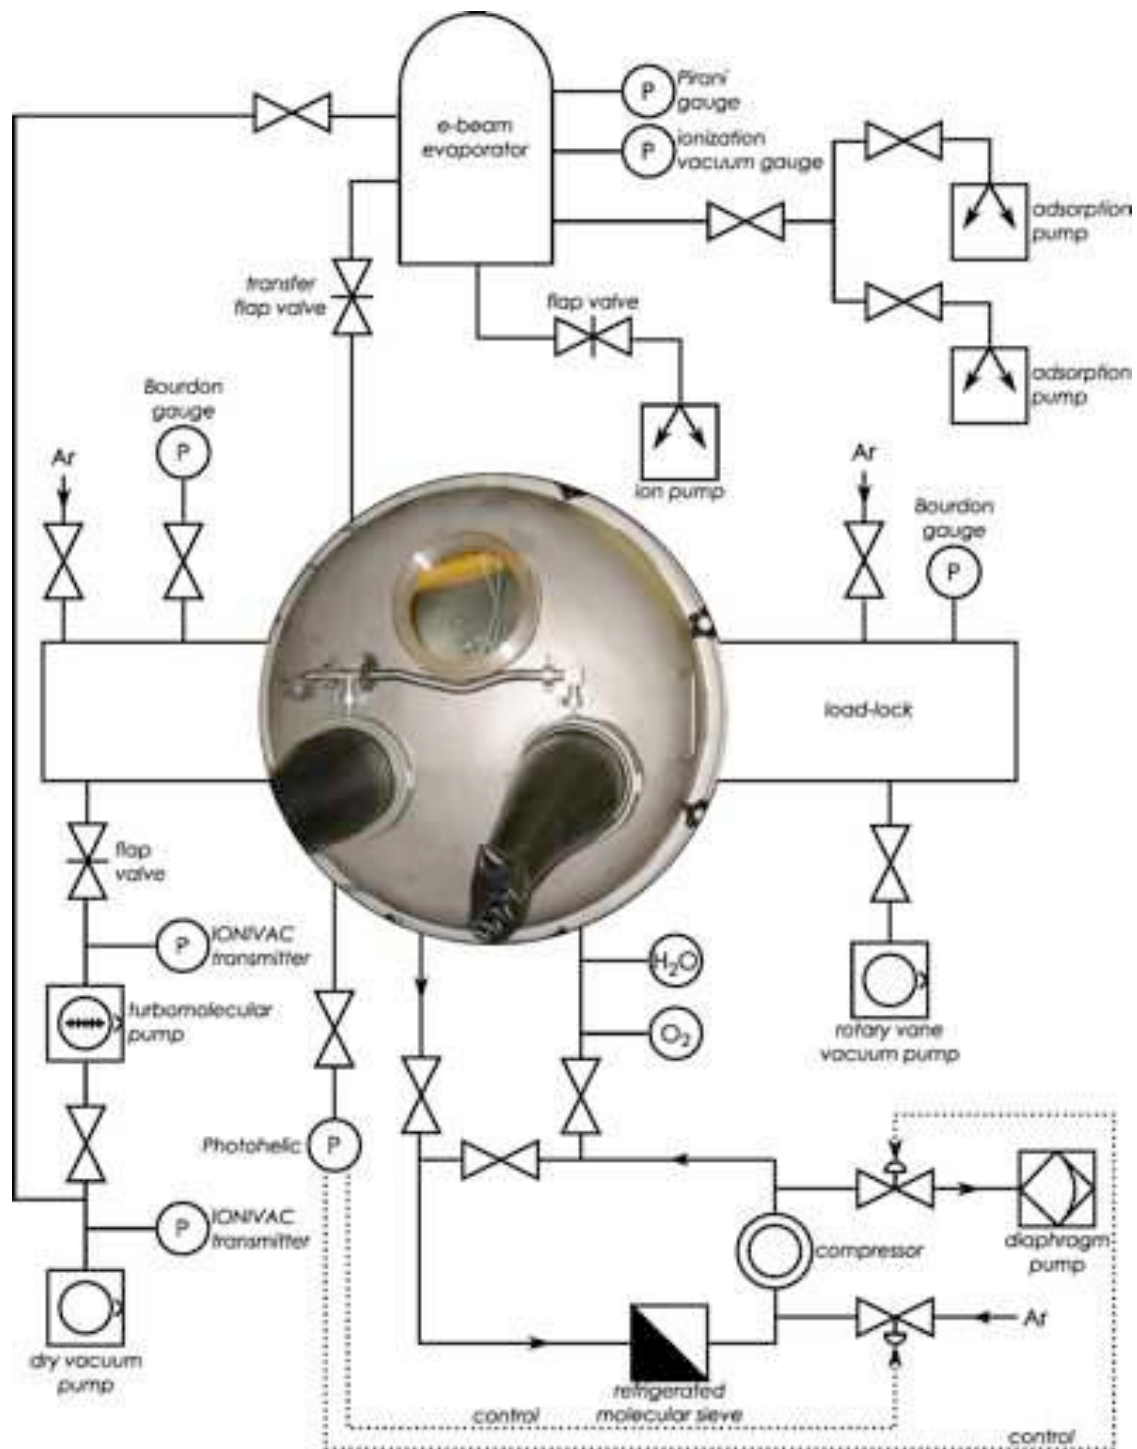 Pirani
gauge
P
e-beam
evaporator
ionization
vacuum gauge
P
adsorption
pump
transfer
flap valve
flap valve
adsorption
pump
Bourdon
gauge
P
Ar
ion pump
Ar
Bourdon
gauge
P
load-lock
flap
valve
IONIVAC
transmitter
P
H2O
turbomolecular
pump
O2
rotary vane
vacuum pump
Photohelic
P
IONIVAC
transmitter
P
compressor
diaphragm
pump
Ar
dry vacuum
pump
refrigerated
molecular sieve
control
control